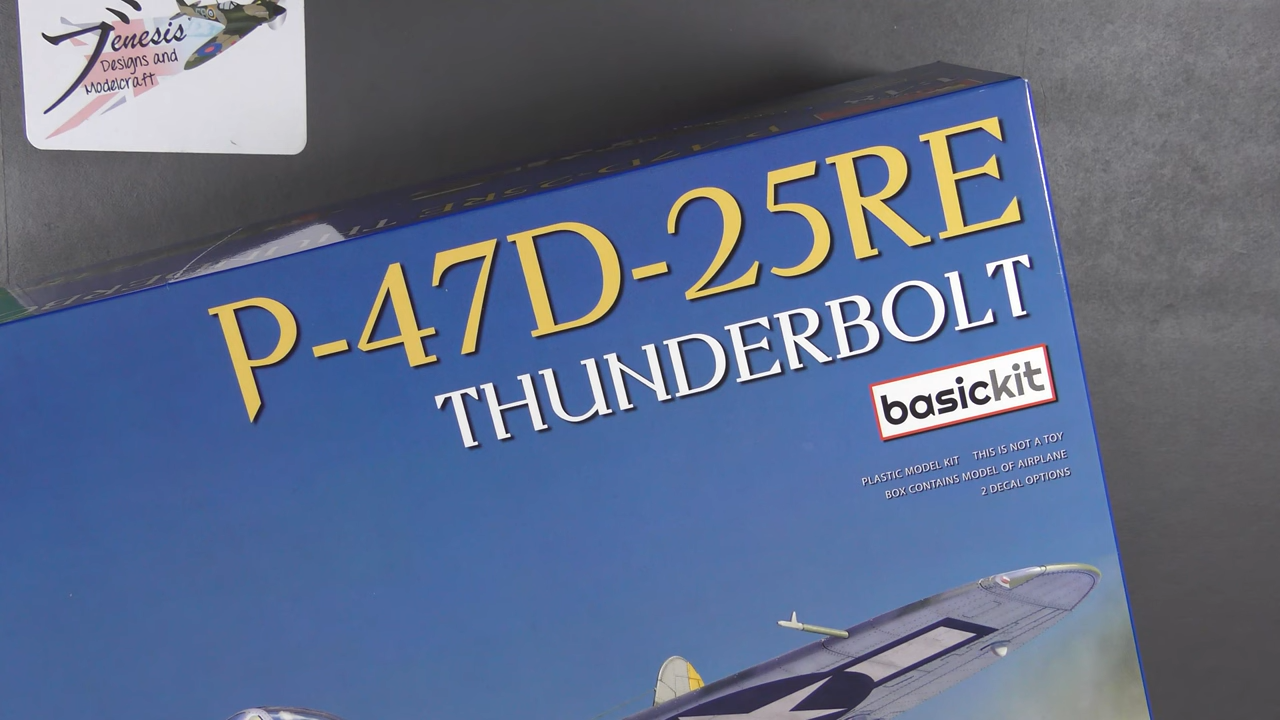 Genesis
Designs and
Modelcraft
P-47D-25RE
THUNDERBOLT
basickit
PLASTIC MODEL KIT THIS IS NOT A TOY
BOX CONTAINS MODEL OF AIRPLANE
2 DECAL OPTIONS